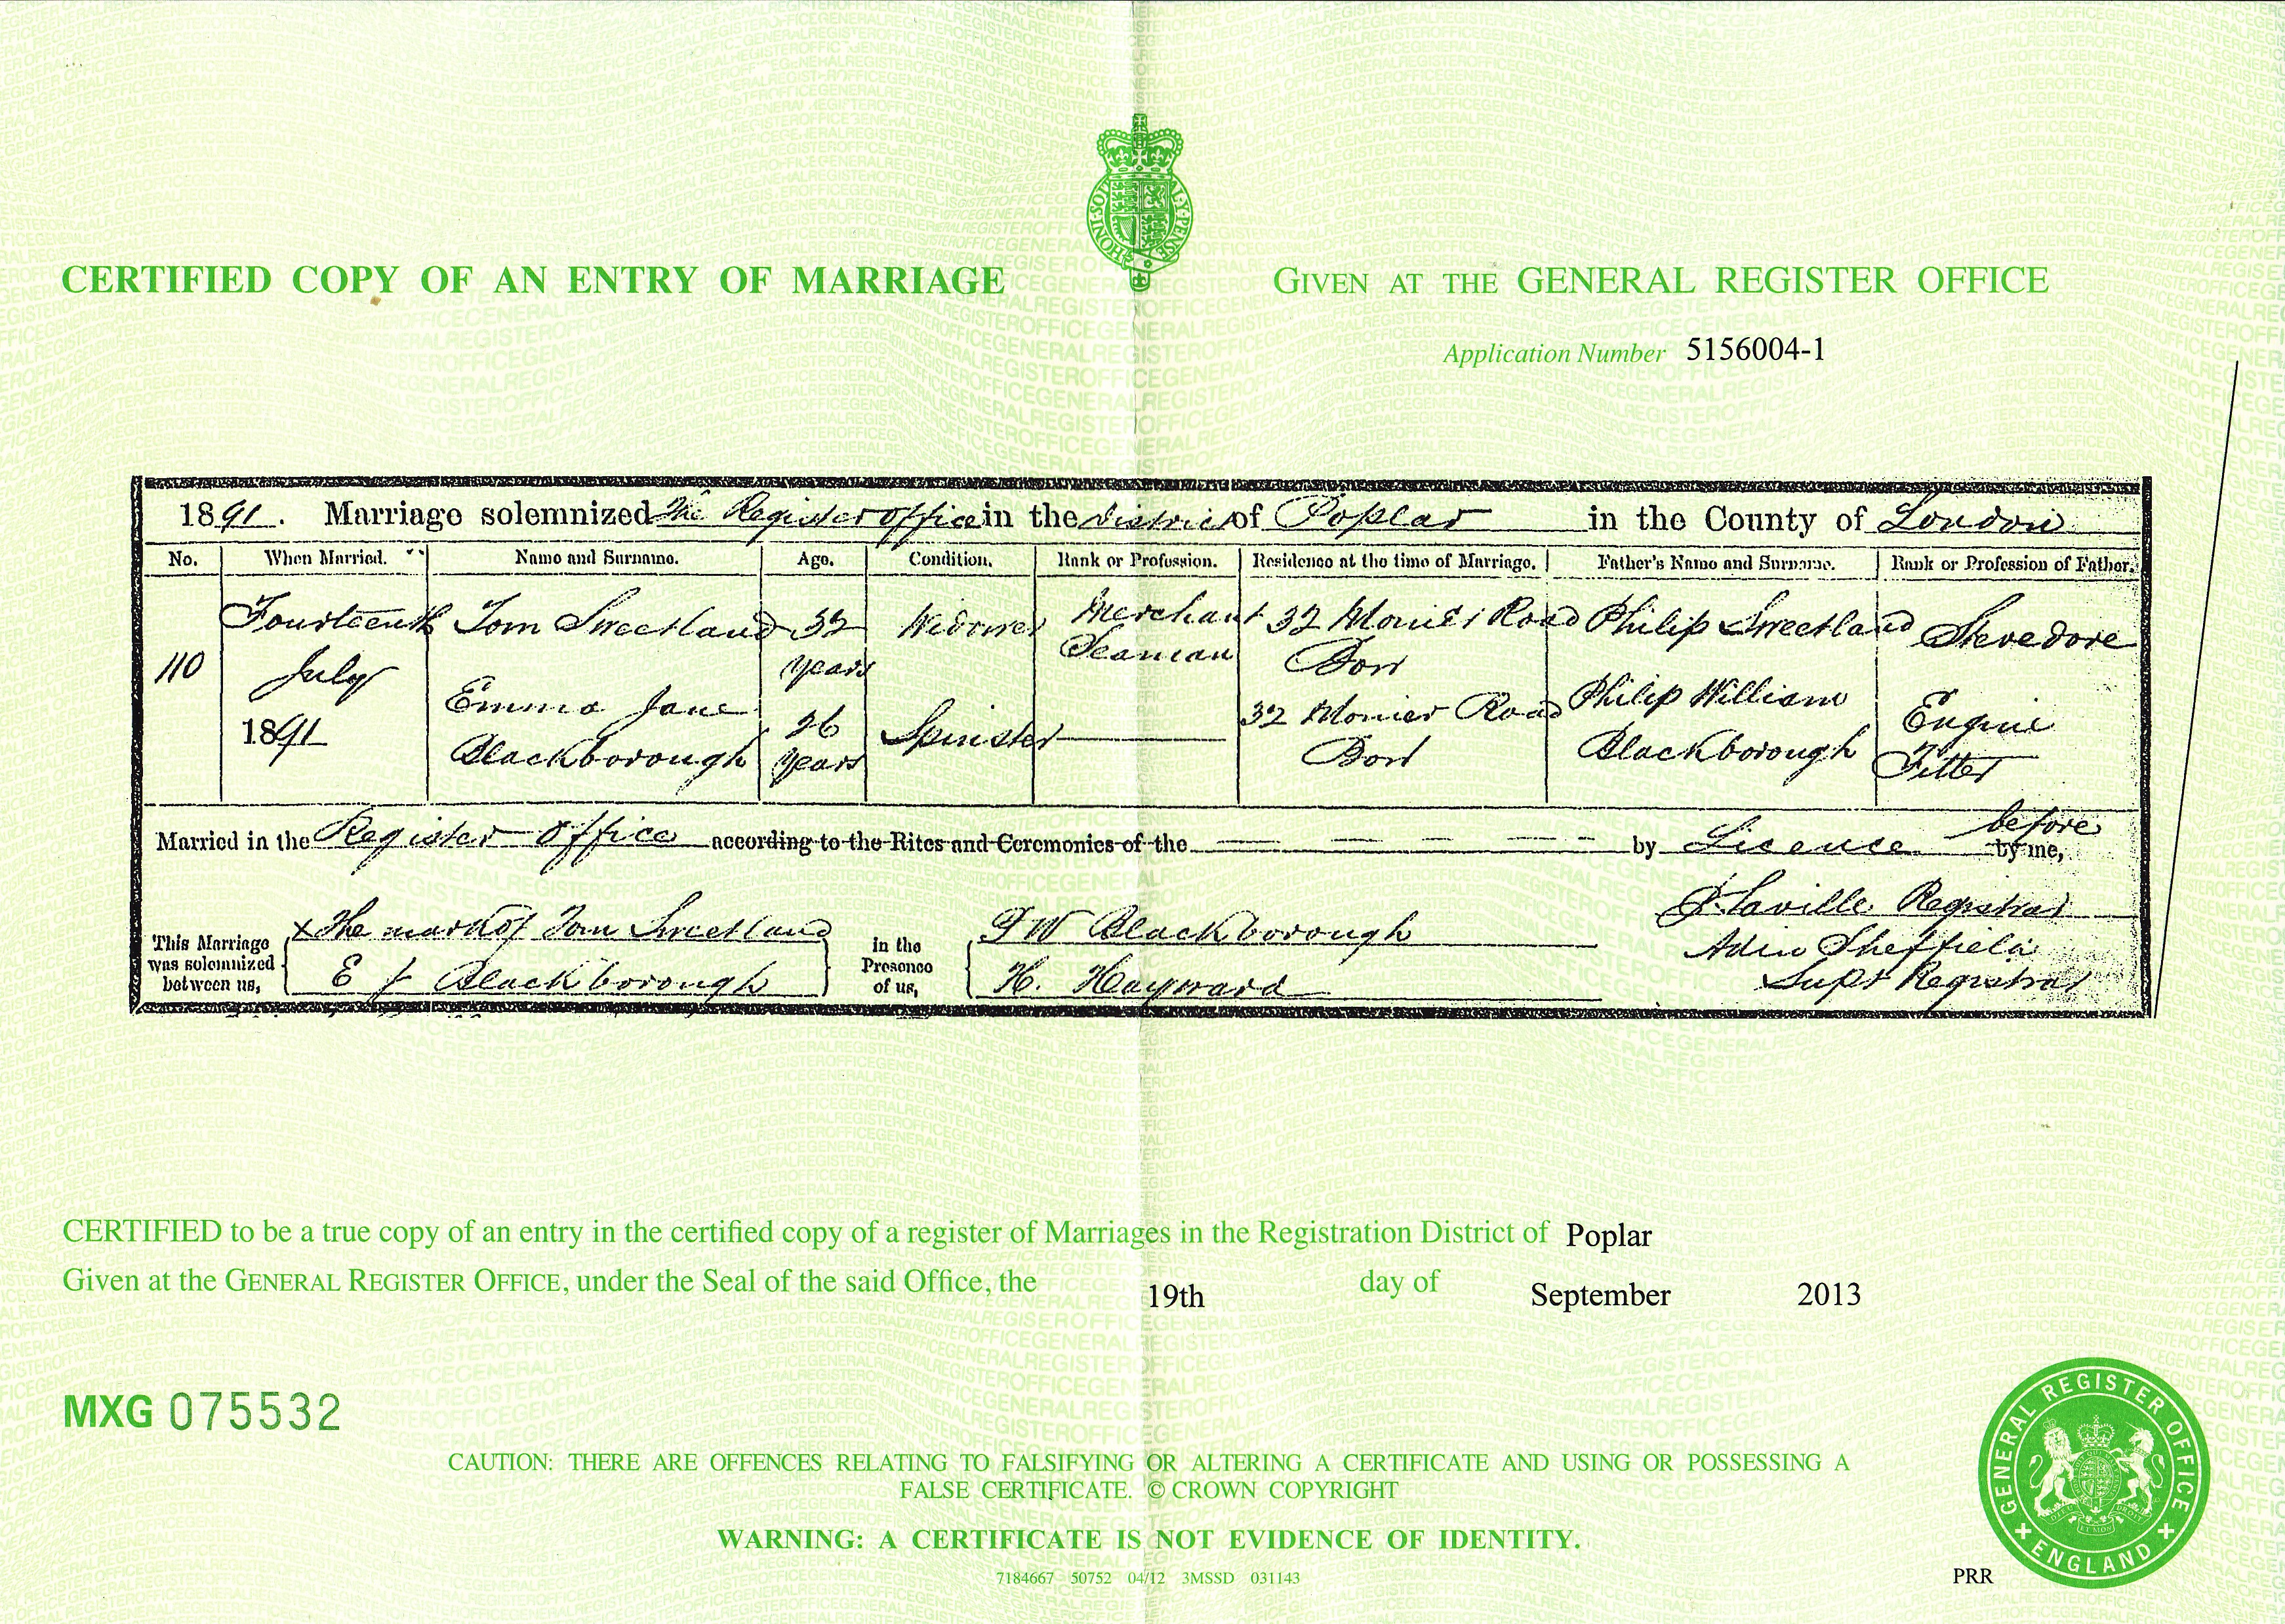 HONI·SOIT·QUI·MAL·Y·PENSE
CERTIFIED COPY OF AN ENTRY OF MARRIAGE
GIVEN AT THE GENERAL REGISTER OFFICE
Application Number 5156004-1
1891. Marriage solemnized at the Register Office in the District of Poplar in the County of London
No. When Married. Name and Surname. Age. Condition. Rank or Profession. Residence at the time of Marriage. Father's Name and Surname. Rank or Profession of Father.
110
Fourteenth
July
1891
Tom Sweetland
32
years
Widower
Merchant
Seaman
32 Monier Road
Bow
Philip Sweetland
Stevedore
Emma Jane
Blackborough
26
years
Spinster
32 Monier Road
Bow
Philip William
Blackborough
Engine
Fitter
Married in the Register Office according to the Rites and Ceremonies of the by Licence before
by me,
This Marriage
was solemnized
between us,
X The mark of Tom Sweetland
E J Blackborough
in the
Presence
of us,
P W Blackborough
H. Hayward
Saville Registrar
Adin Sheffield
Supt Registrar
CERTIFIED to be a true copy of an entry in the certified copy of a register of Marriages in the Registration District of Poplar
Given at the GENERAL REGISTER OFFICE, under the Seal of the said Office, the 19th day of September 2013
MXG 075532
CAUTION: THERE ARE OFFENCES RELATING TO FALSIFYING OR ALTERING A CERTIFICATE AND USING OR POSSESSING A
FALSE CERTIFICATE. © CROWN COPYRIGHT
WARNING: A CERTIFICATE IS NOT EVIDENCE OF IDENTITY.
7184667 50752 04/12 3MSSD 031143
PRR
GENERAL REGISTER OFFICE
ENGLAND